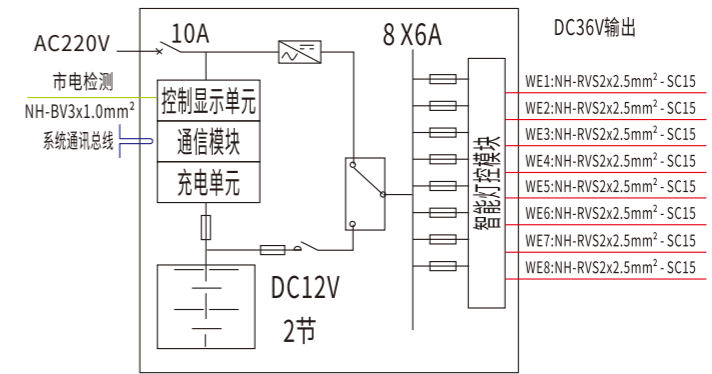 AC220V
10A
8 X6A
DC36V输出
市电检测
NH-BV3x1.0mm²
系统通讯总线
控制显示单元
通信模块
充电单元
智能灯控模块
WE1:NH-RVS2x2.5mm²-SC15
WE2:NH-RVS2x2.5mm²-SC15
WE3:NH-RVS2x2.5mm²-SC15
WE4:NH-RVS2x2.5mm²-SC15
WE5:NH-RVS2x2.5mm²-SC15
WE6:NH-RVS2x2.5mm²-SC15
WE7:NH-RVS2x2.5mm²-SC15
WE8:NH-RVS2x2.5mm²-SC15
DC12V
2节